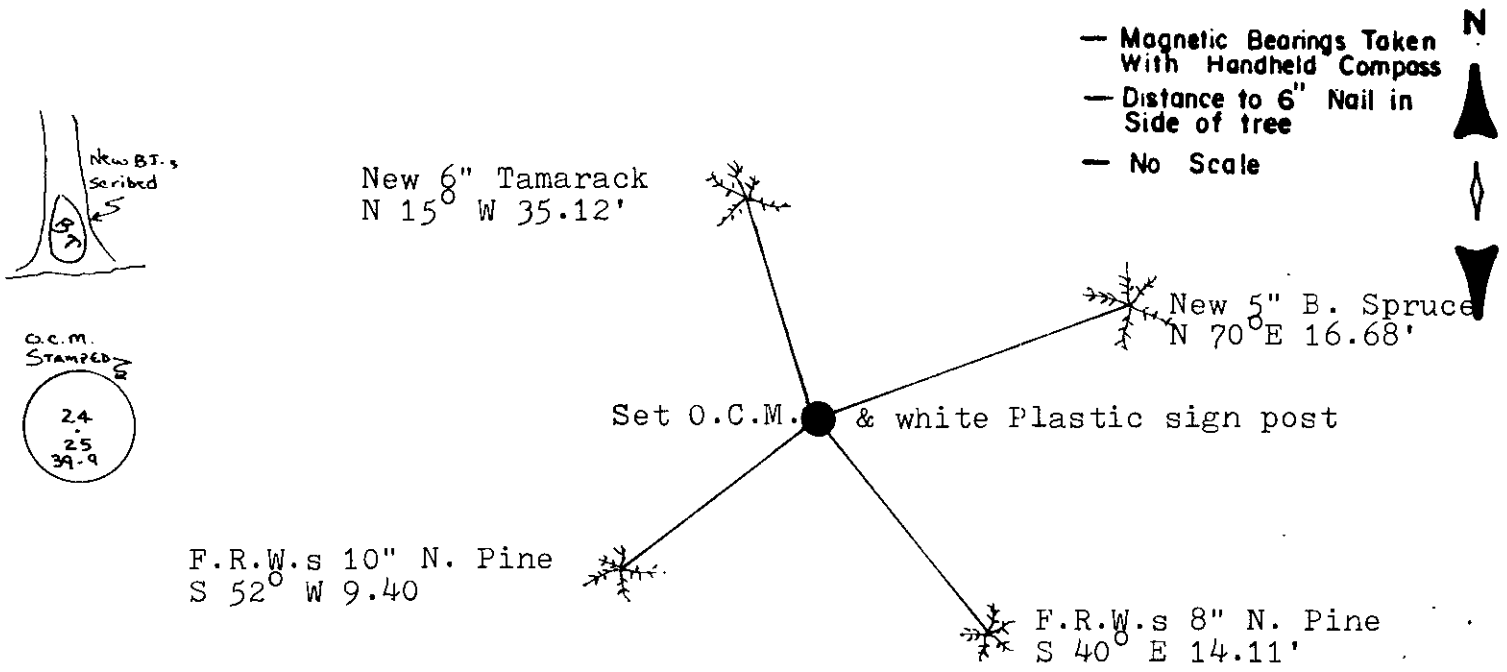 — Magnetic Bearings Taken
With Handheld Compass
— Distance to 6" Nail in
Side of tree
— No Scale
N
New BT.s
scribed
BT
New 6" Tamarack
N 15° W 35.12'
New 5" B. Spruce
N 70° E 16.68'
O.C.M.
STAMPED
24
25
39-9
Set O.C.M. & white Plastic sign post
F.R.W.s 10" N. Pine
S 52° W 9.40
F.R.W.s 8" N. Pine
S 40° E 14.11'